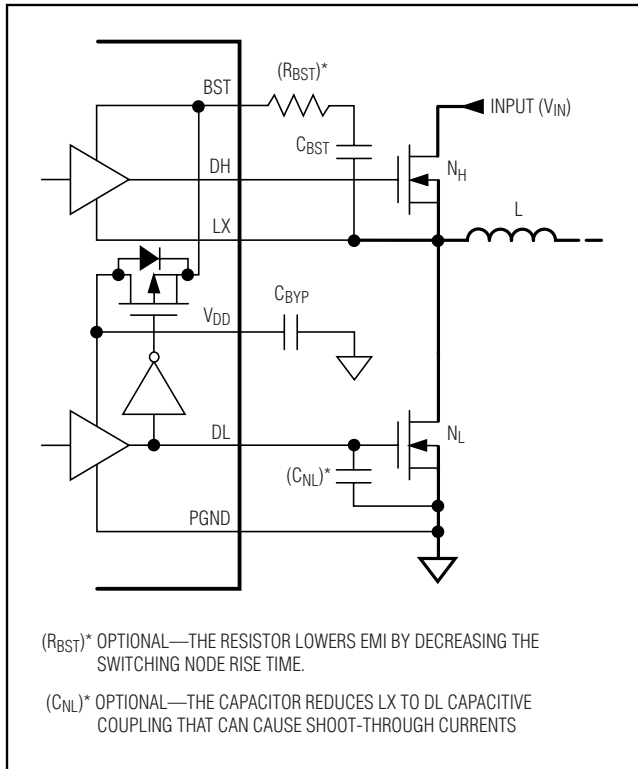 BST
(RBST)*
INPUT (VIN)
CBST
DH
NH
LX
L
CBYP
VDD
DL
NL
(CNL)*
PGND
(RBST)* OPTIONAL—THE RESISTOR LOWERS EMI BY DECREASING THE
SWITCHING NODE RISE TIME.
(CNL)* OPTIONAL—THE CAPACITOR REDUCES LX TO DL CAPACITIVE
COUPLING THAT CAN CAUSE SHOOT-THROUGH CURRENTS